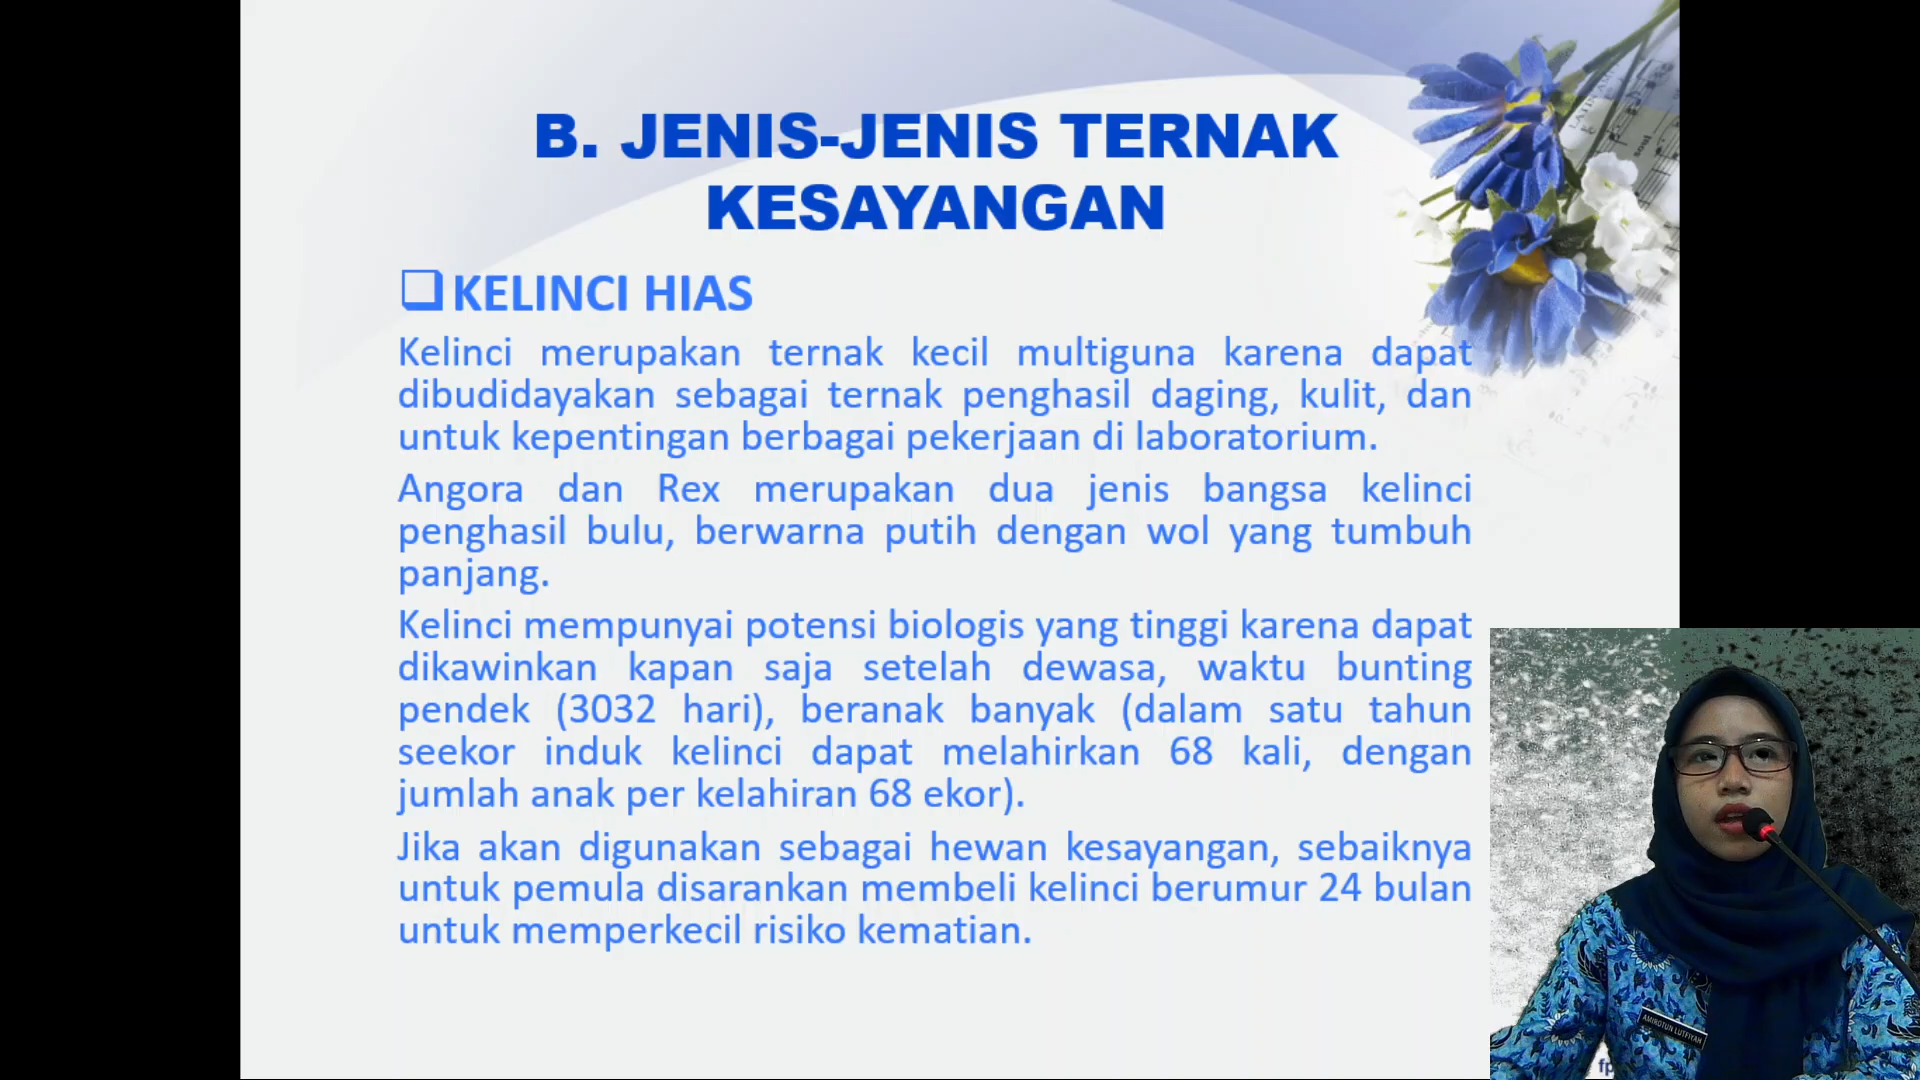 B. JENIS-JENIS TERNAK
KESAYANGAN
KELINCI HIAS
Kelinci merupakan ternak kecil multiguna karena dapat
dibudidayakan sebagai ternak penghasil daging, kulit, dan
untuk kepentingan berbagai pekerjaan di laboratorium.
Angora dan Rex merupakan dua jenis bangsa kelinci
penghasil bulu, berwarna putih dengan wol yang tumbuh
panjang.
Kelinci mempunyai potensi biologis yang tinggi karena dapat
dikawinkan kapan saja setelah dewasa, waktu bunting
pendek (3032 hari), beranak banyak (dalam satu tahun
seekor induk kelinci dapat melahirkan 68 kali, dengan
jumlah anak per kelahiran 68 ekor).
Jika akan digunakan sebagai hewan kesayangan, sebaiknya
untuk pemula disarankan membeli kelinci berumur 24 bulan
untuk memperkecil risiko kematian.
AMIROTUN LUTFIYAH